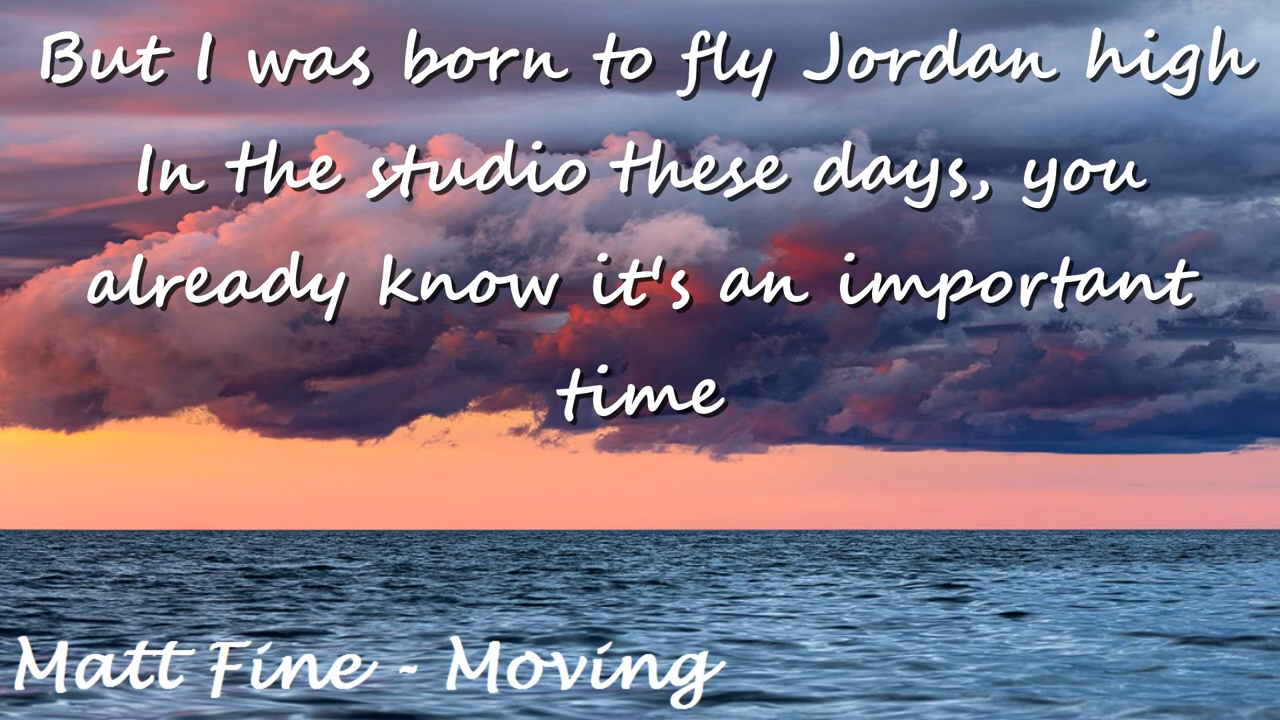 But I was born to fly Jordan high
In the studio these days, you
already know it's an important
time
Matt Fine - Moving